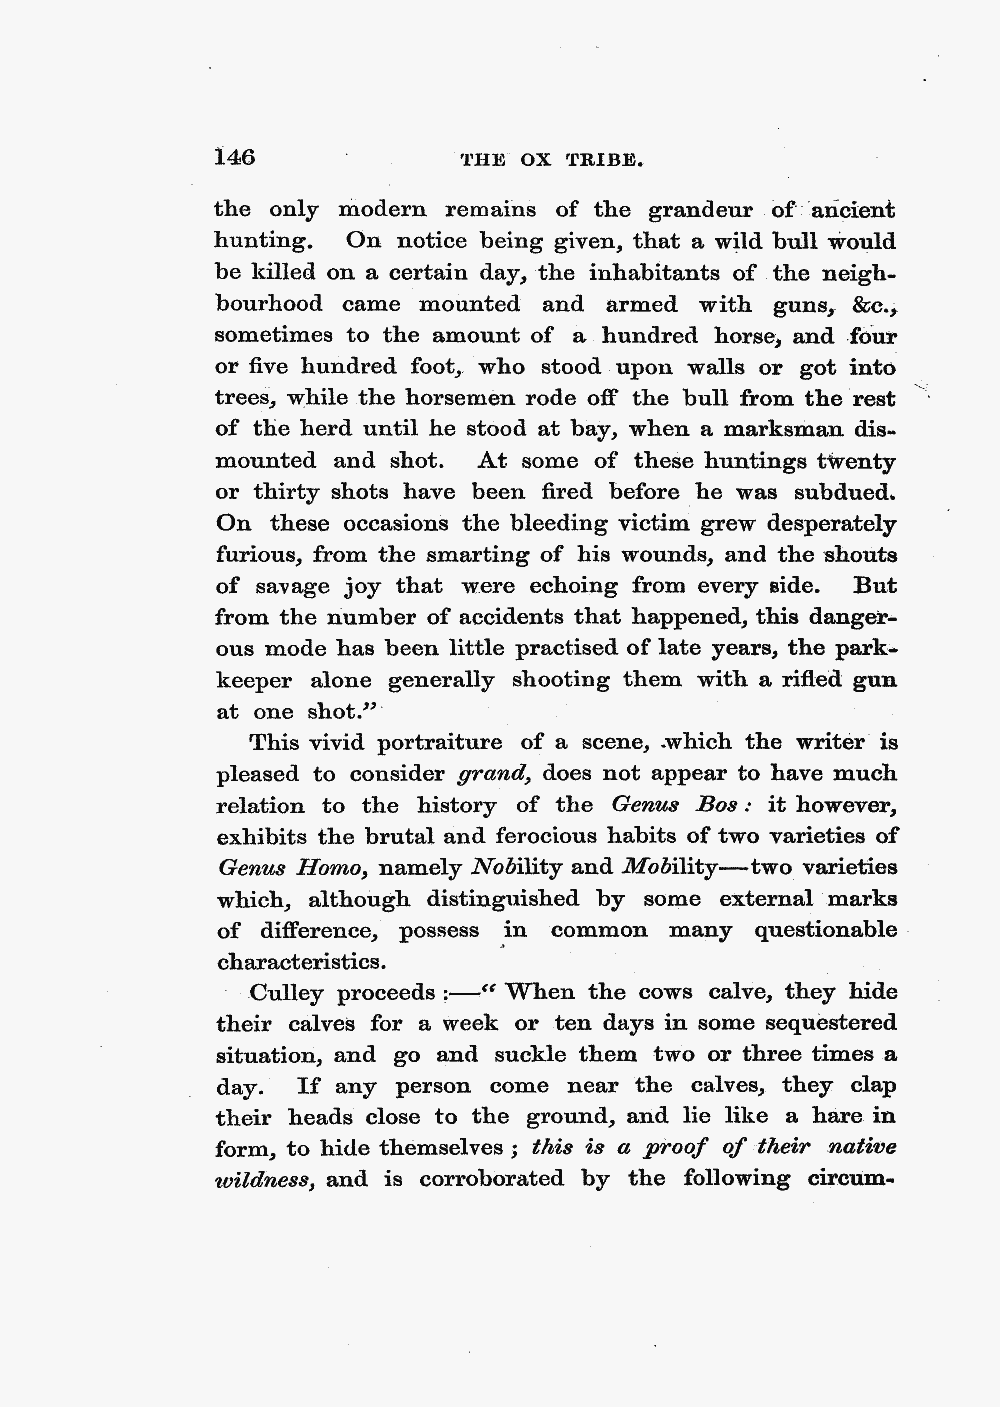 146 THE OX TRIBE.
the only modern remains of the grandeur of ancient
hunting. On notice being given, that a wild bull would
be killed on a certain day, the inhabitants of the neigh-
bourhood came mounted and armed with guns, &c.,
sometimes to the amount of a hundred horse, and four
or five hundred foot, who stood upon walls or got into
trees, while the horsemen rode off the bull from the rest
of the herd until he stood at bay, when a marksman dis-
mounted and shot. At some of these huntings twenty
or thirty shots have been fired before he was subdued.
On these occasions the bleeding victim grew desperately
furious, from the smarting of his wounds, and the shouts
of savage joy that were echoing from every side. But
from the number of accidents that happened, this danger-
ous mode has been little practised of late years, the park-
keeper alone generally shooting them with a rifled gun
at one shot.”
This vivid portraiture of a scene, which the writer is
pleased to consider grand, does not appear to have much
relation to the history of the Genus Bos : it however,
exhibits the brutal and ferocious habits of two varieties of
Genus Homo, namely Nobility and Mobility—two varieties
which, although distinguished by some external marks
of difference, possess in common many questionable
characteristics.
Culley proceeds :—“ When the cows calve, they hide
their calves for a week or ten days in some sequestered
situation, and go and suckle them two or three times a
day. If any person come near the calves, they clap
their heads close to the ground, and lie like a hare in
form, to hide themselves ; this is a proof of their native
wildness, and is corroborated by the following circum-